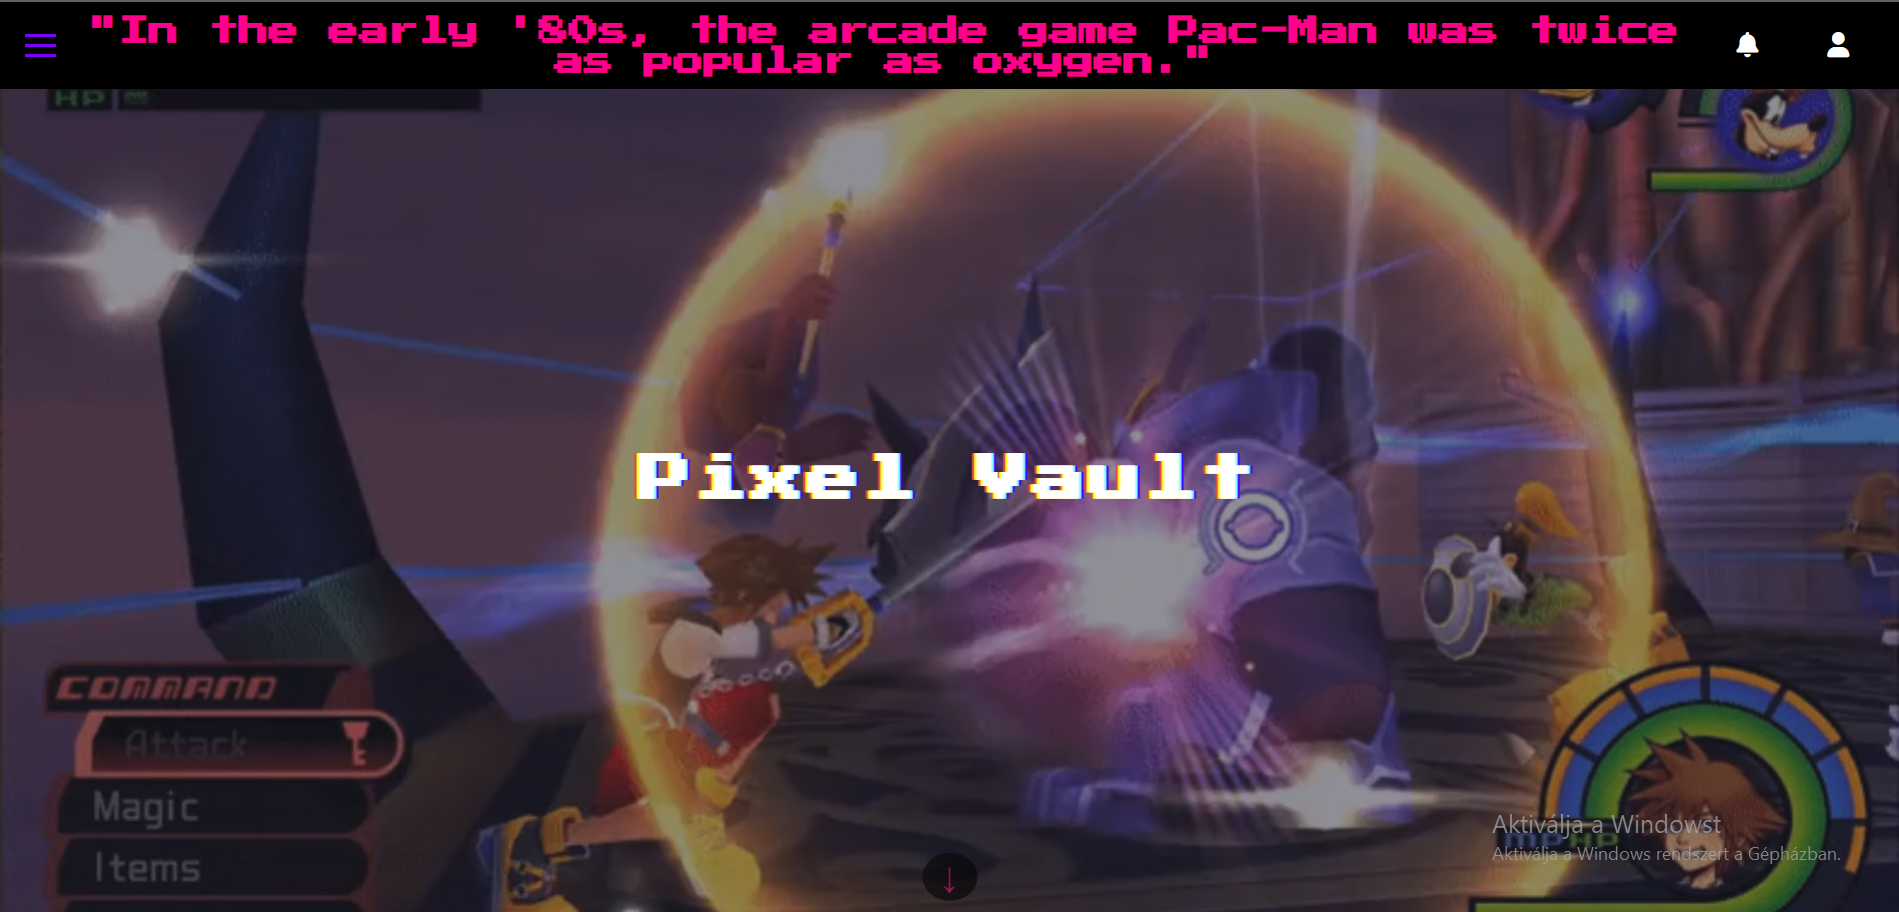 "In the early '80s, the arcade game Pac-Man was twice
as popular as oxygen."
HP
Pixel Vault
COMMAND
Attack
Magic
Items
Aktiválja a Windowst
Aktiválja a Windows rendszert a Gépházban.